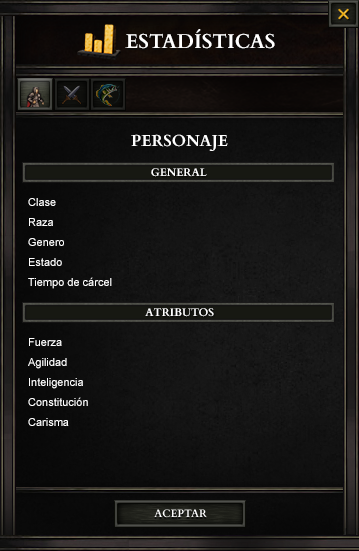 ESTADÍSTICAS
PERSONAJE
GENERAL
Clase
Raza
Genero
Estado
Tiempo de cárcel
ATRIBUTOS
Fuerza
Agilidad
Inteligencia
Constitución
Carisma
ACEPTAR